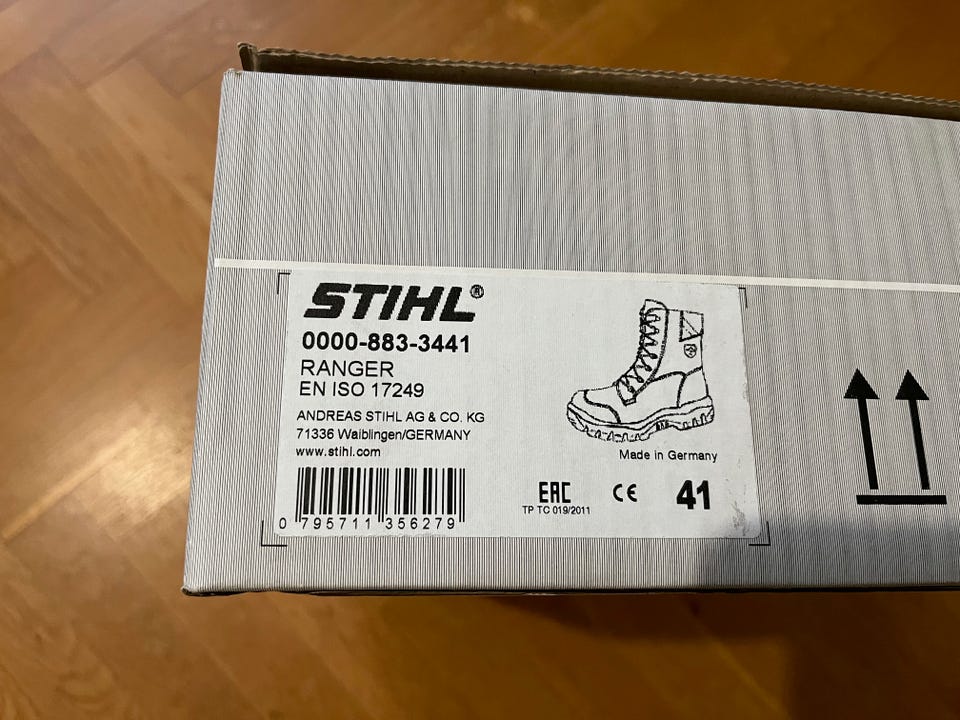 STIHL®
0000-883-3441
RANGER
EN ISO 17249
ANDREAS STIHL AG & CO. KG
71336 Waiblingen/GERMANY
www.stihl.com
0 795711 356279
Made in Germany
EAC CE 41
TP TC 019/2011